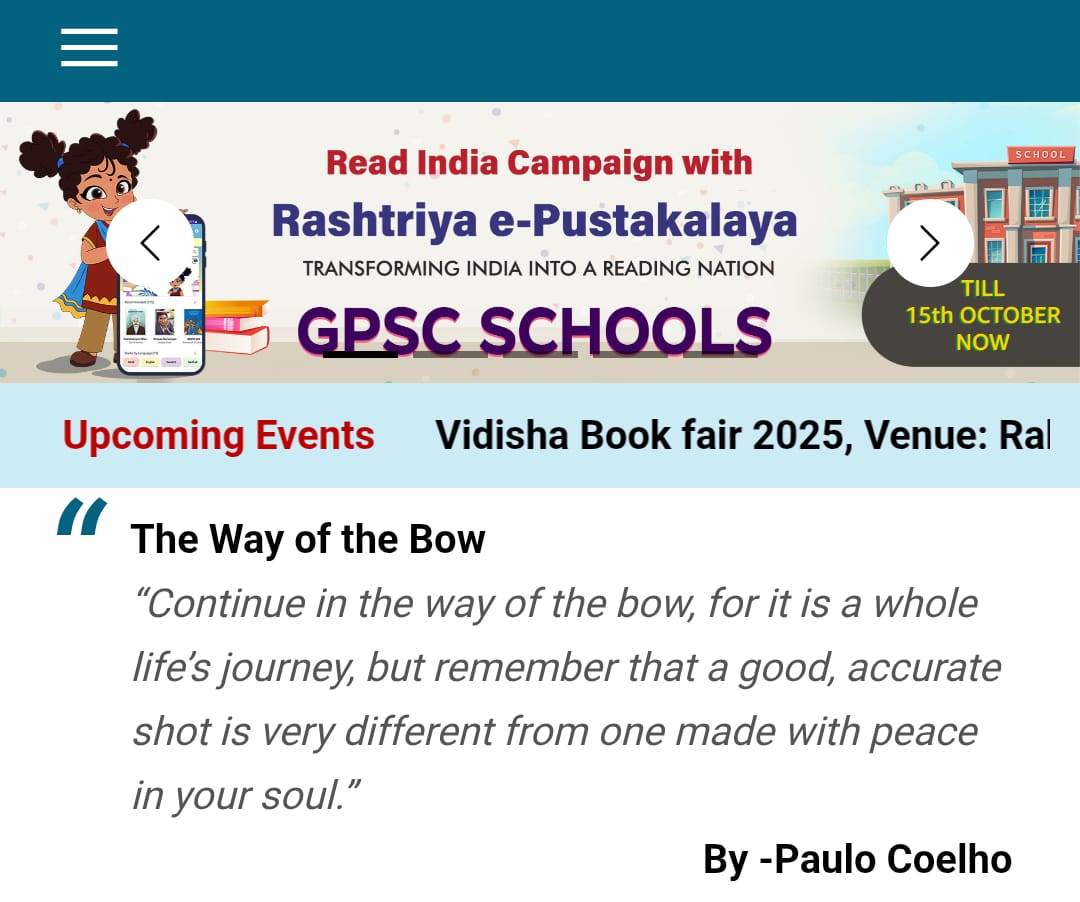 Read India Campaign with
Rashtriya e-Pustakalaya
TRANSFORMING INDIA INTO A READING NATION
GPSC SCHOOLS
SCHOOL
TILL
15th OCTOBER
NOW
Upcoming Events Vidisha Book fair 2025, Venue:
“
The Way of the Bow
“Continue in the way of the bow, for it is a whole
life’s journey, but remember that a good, accurate
shot is very different from one made with peace
in your soul.”
By -Paulo Coelho